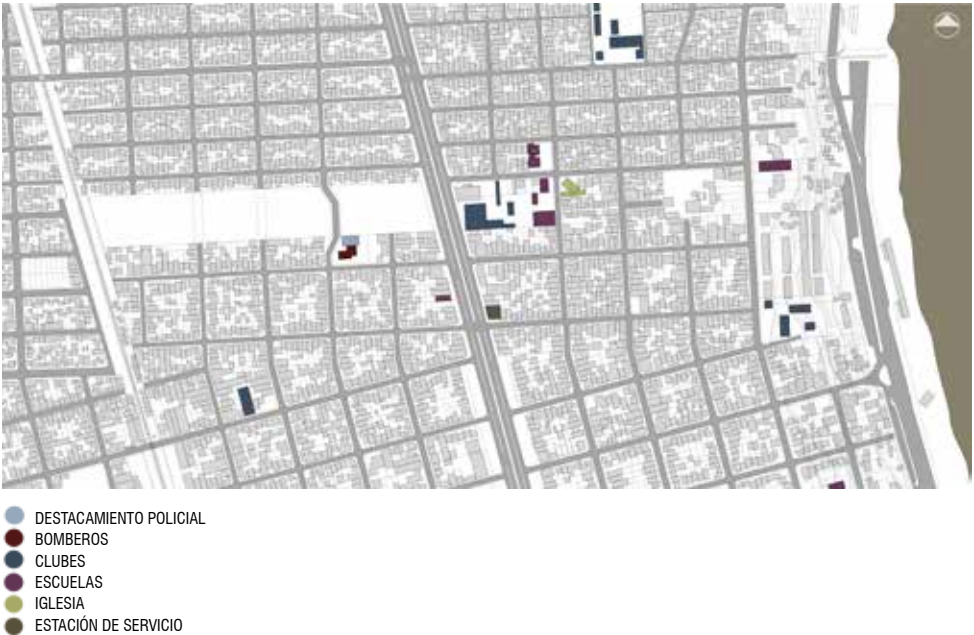 DESTACAMIENTO POLICIAL
BOMBEROS
CLUBES
ESCUELAS
IGLESIA
ESTACIÓN DE SERVICIO